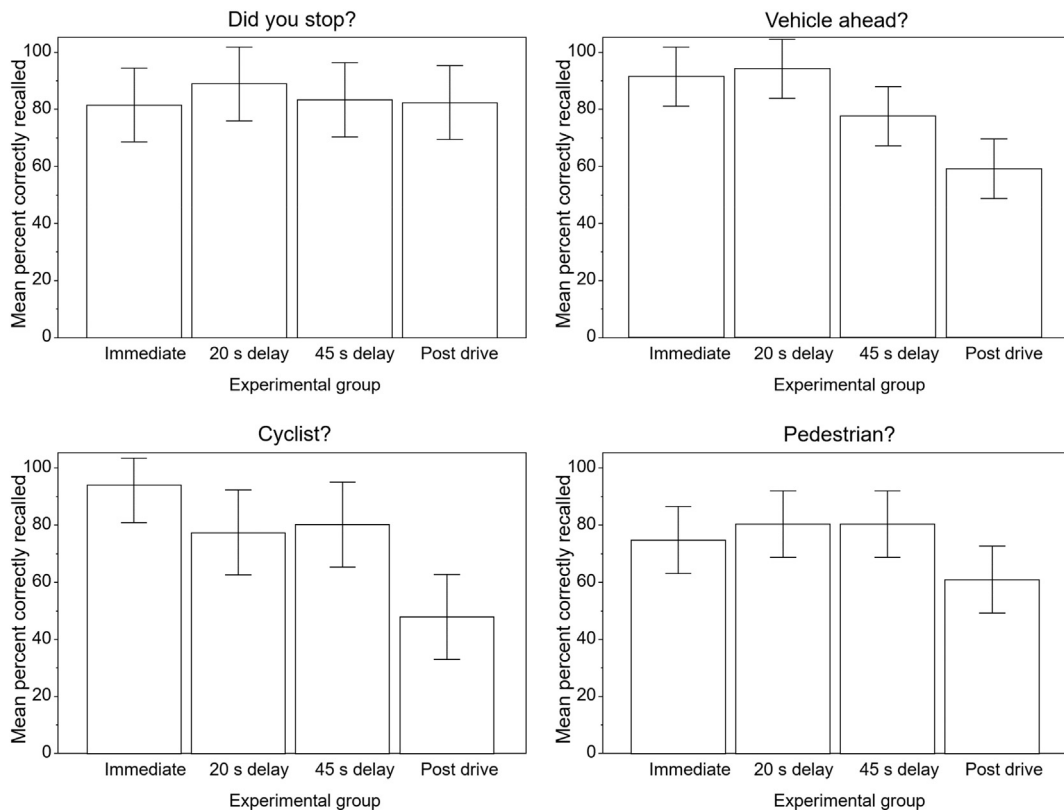 Did you stop?
Mean percent correctly recalled
100
80
60
40
20
0
Immediate 20 s delay 45 s delay Post drive
Experimental group
Vehicle ahead?
Mean percent correctly recalled
100
80
60
40
20
0
Immediate 20 s delay 45 s delay Post drive
Experimental group
Cyclist?
Mean percent correctly recalled
100
80
60
40
20
0
Immediate 20 s delay 45 s delay Post drive
Experimental group
Pedestrian?
Mean percent correctly recalled
100
80
60
40
20
0
Immediate 20 s delay 45 s delay Post drive
Experimental group